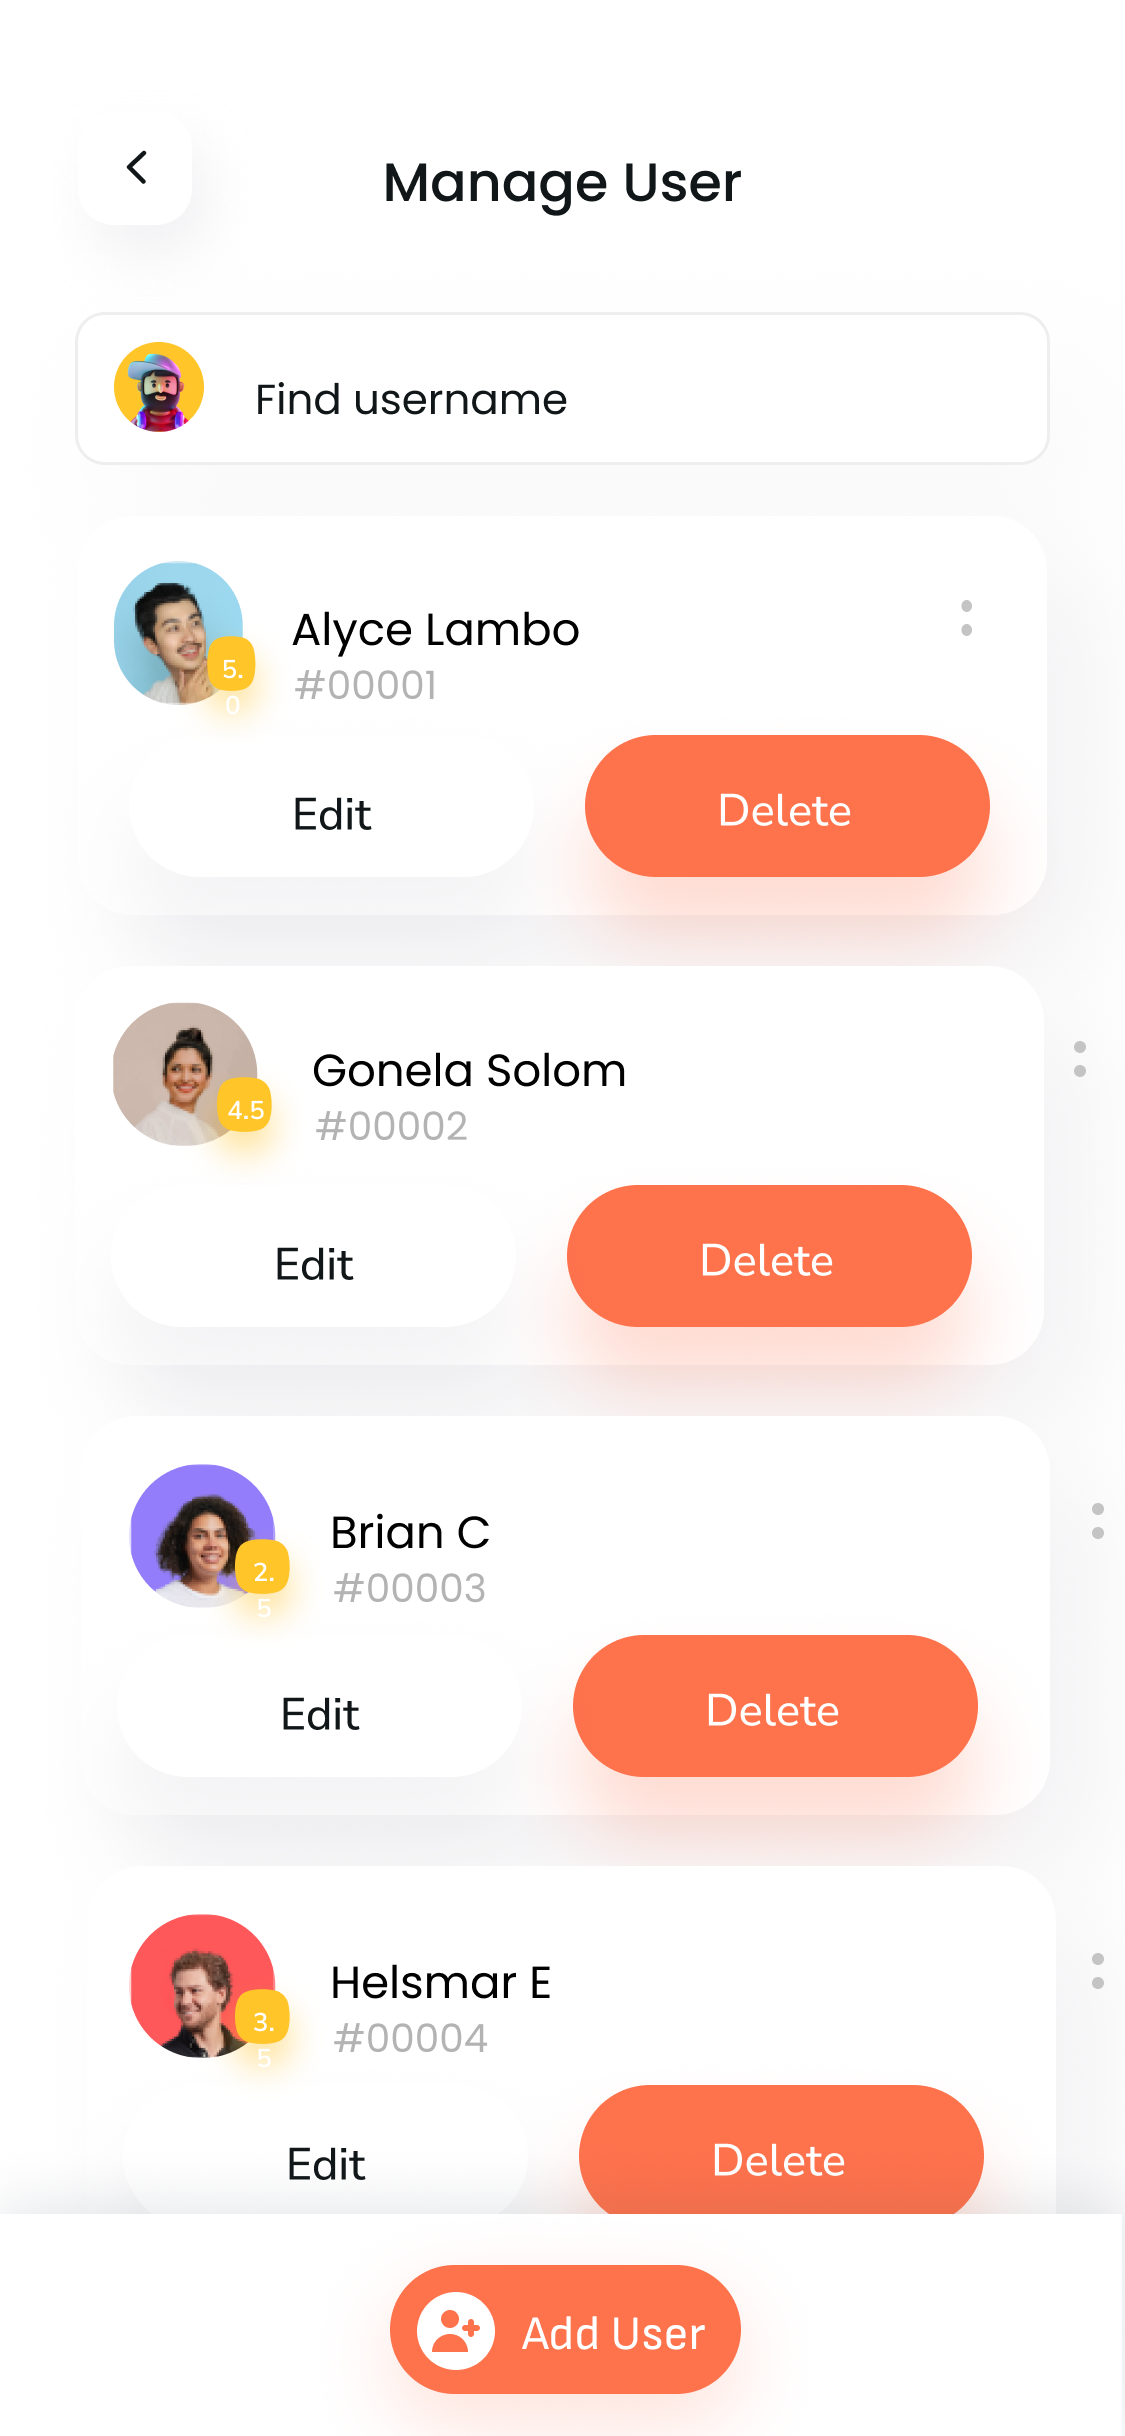 Manage User
Find username
Alyce Lambo
5.
0
#00001
Edit
Delete
Gonela Solom
4.5
#00002
Edit
Delete
Brian C
2.
5
#00003
Edit
Delete
Helsmar E
3.
5
#00004
Edit
Delete
Add User